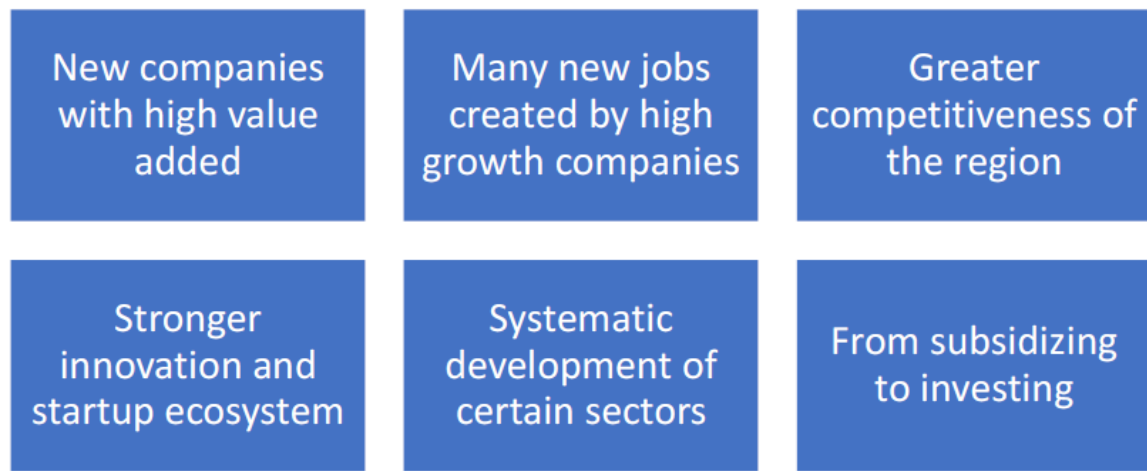 New companies
with high value
added
Many new jobs
created by high
growth companies
Greater
competitiveness of
the region
Stronger
innovation and
startup ecosystem
Systematic
development of
certain sectors
From subsidizing
to investing